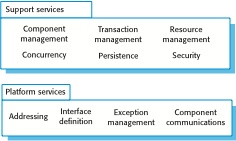 Support services
Component management
Transaction management
Resource management
Concurrency
Persistence
Security
Platform services
Addressing
Interface definition
Exception management
Component communications